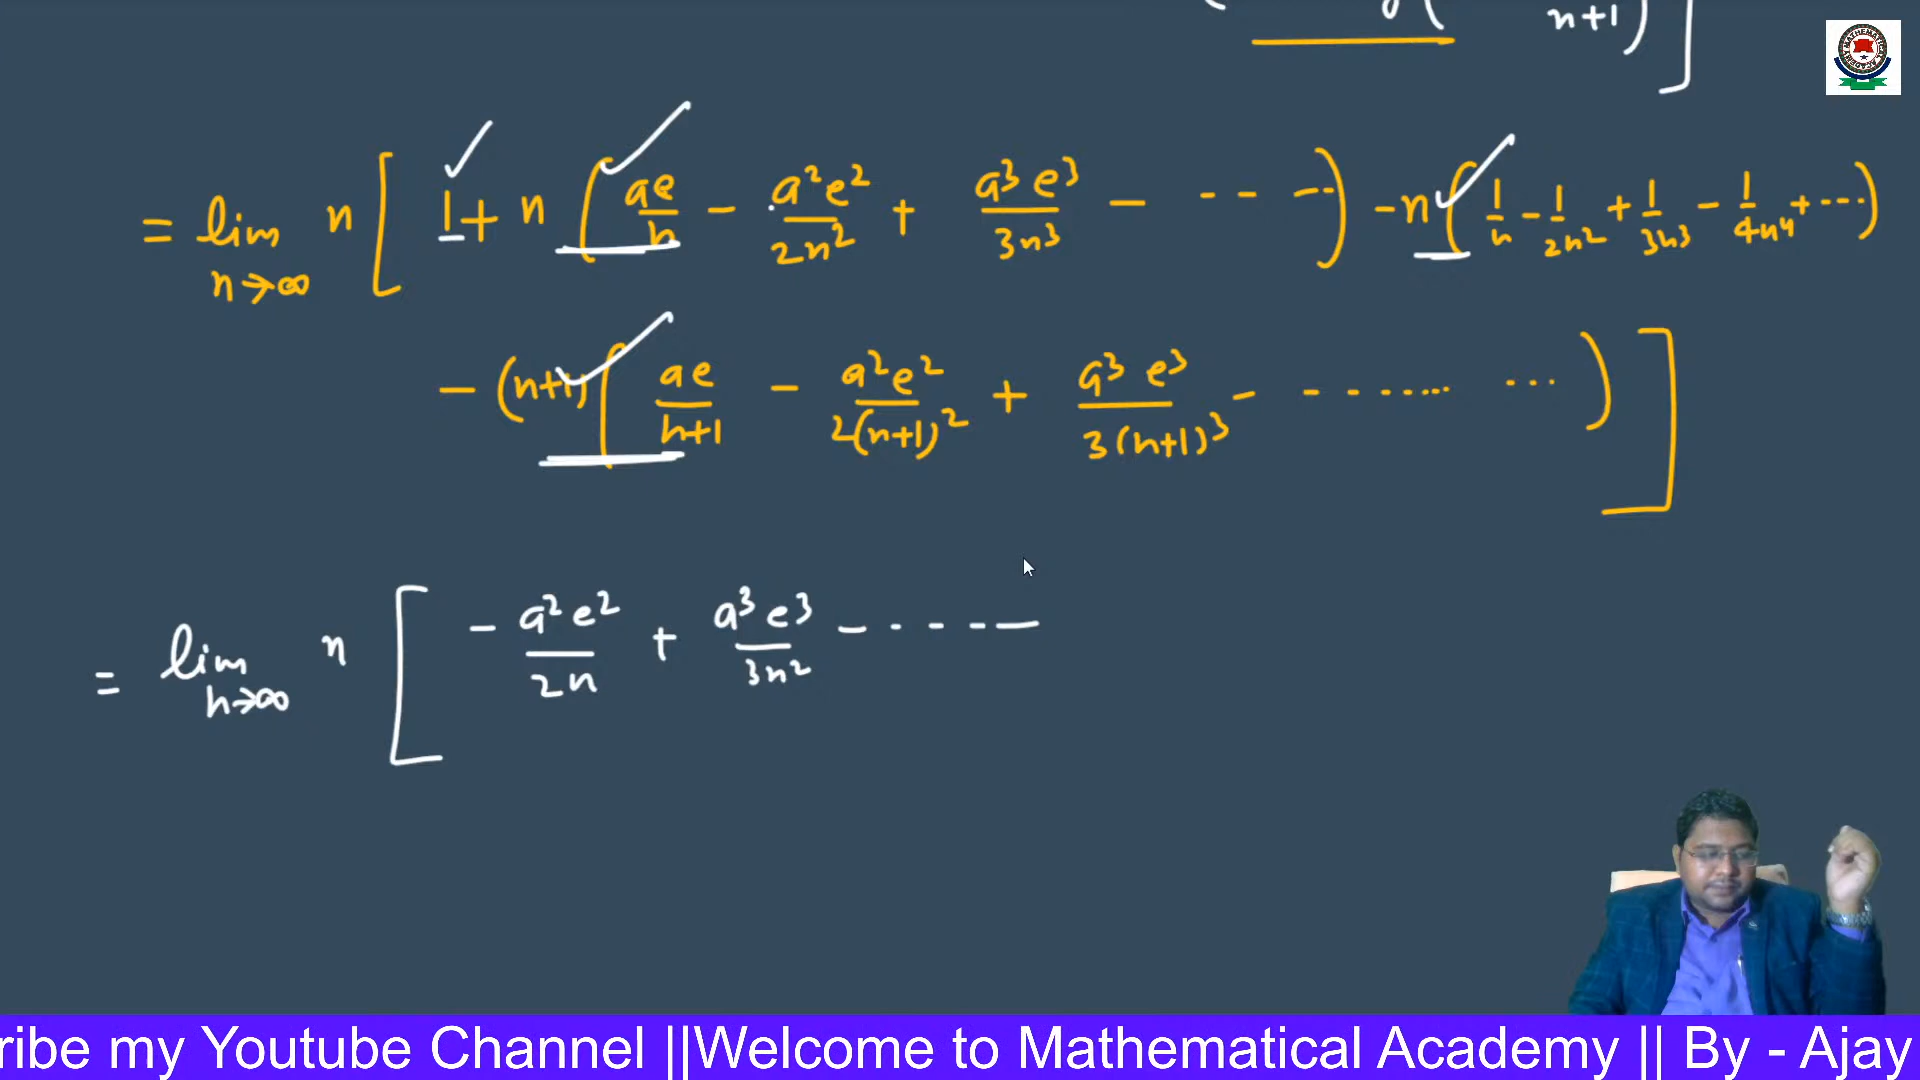 n+1)]
= lim n→∞ n [ 1 + n ( ae/n - a²e²/2n² + a³e³/3n³ - - - - - ) - n ( 1/n - 1/2n² + 1/3n³ - 1/4n⁴ + ... )
- (n+1) ( ae/n+1 - a²e²/2(n+1)² + a³e³/3(n+1)³ - - - - ..... ... ) ]
= lim n→∞ n [ - a²e²/2n + a³e³/3n² - - - - -
ribe my Youtube Channel ||Welcome to Mathematical Academy || By - Ajay